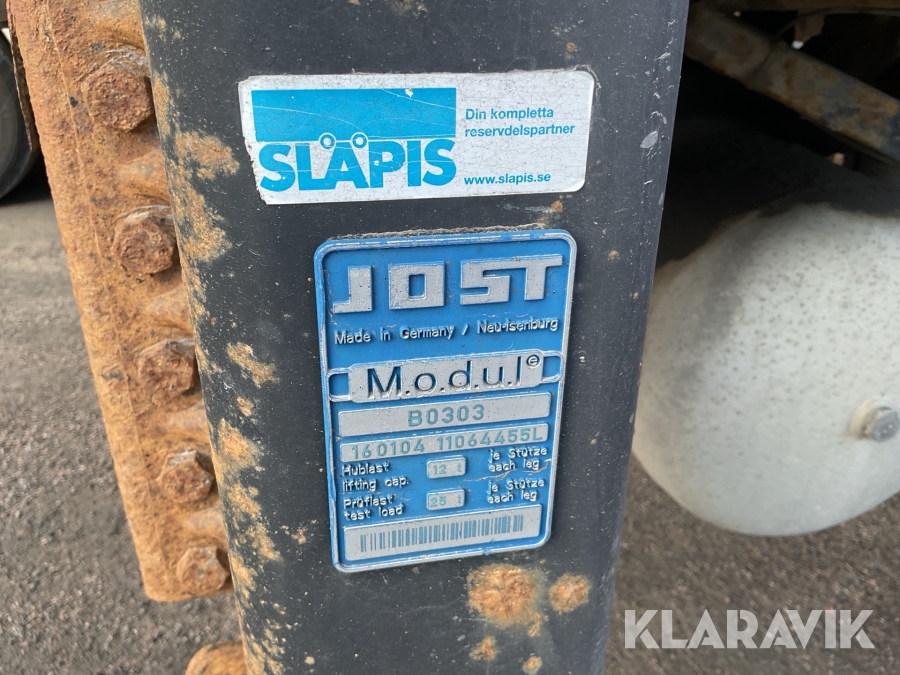 SLÄPIS
Din kompletta
reservdelspartner
www.slapis.se
JOST
Made in Germany / Neu-Isenburg
M.o.d.u.l®
B0303
160104 11064455L
Hublast 12 t je Stütze
lifting cap. each leg
Prüflast 25 t je Stütze
test load each leg
KLARAVIK